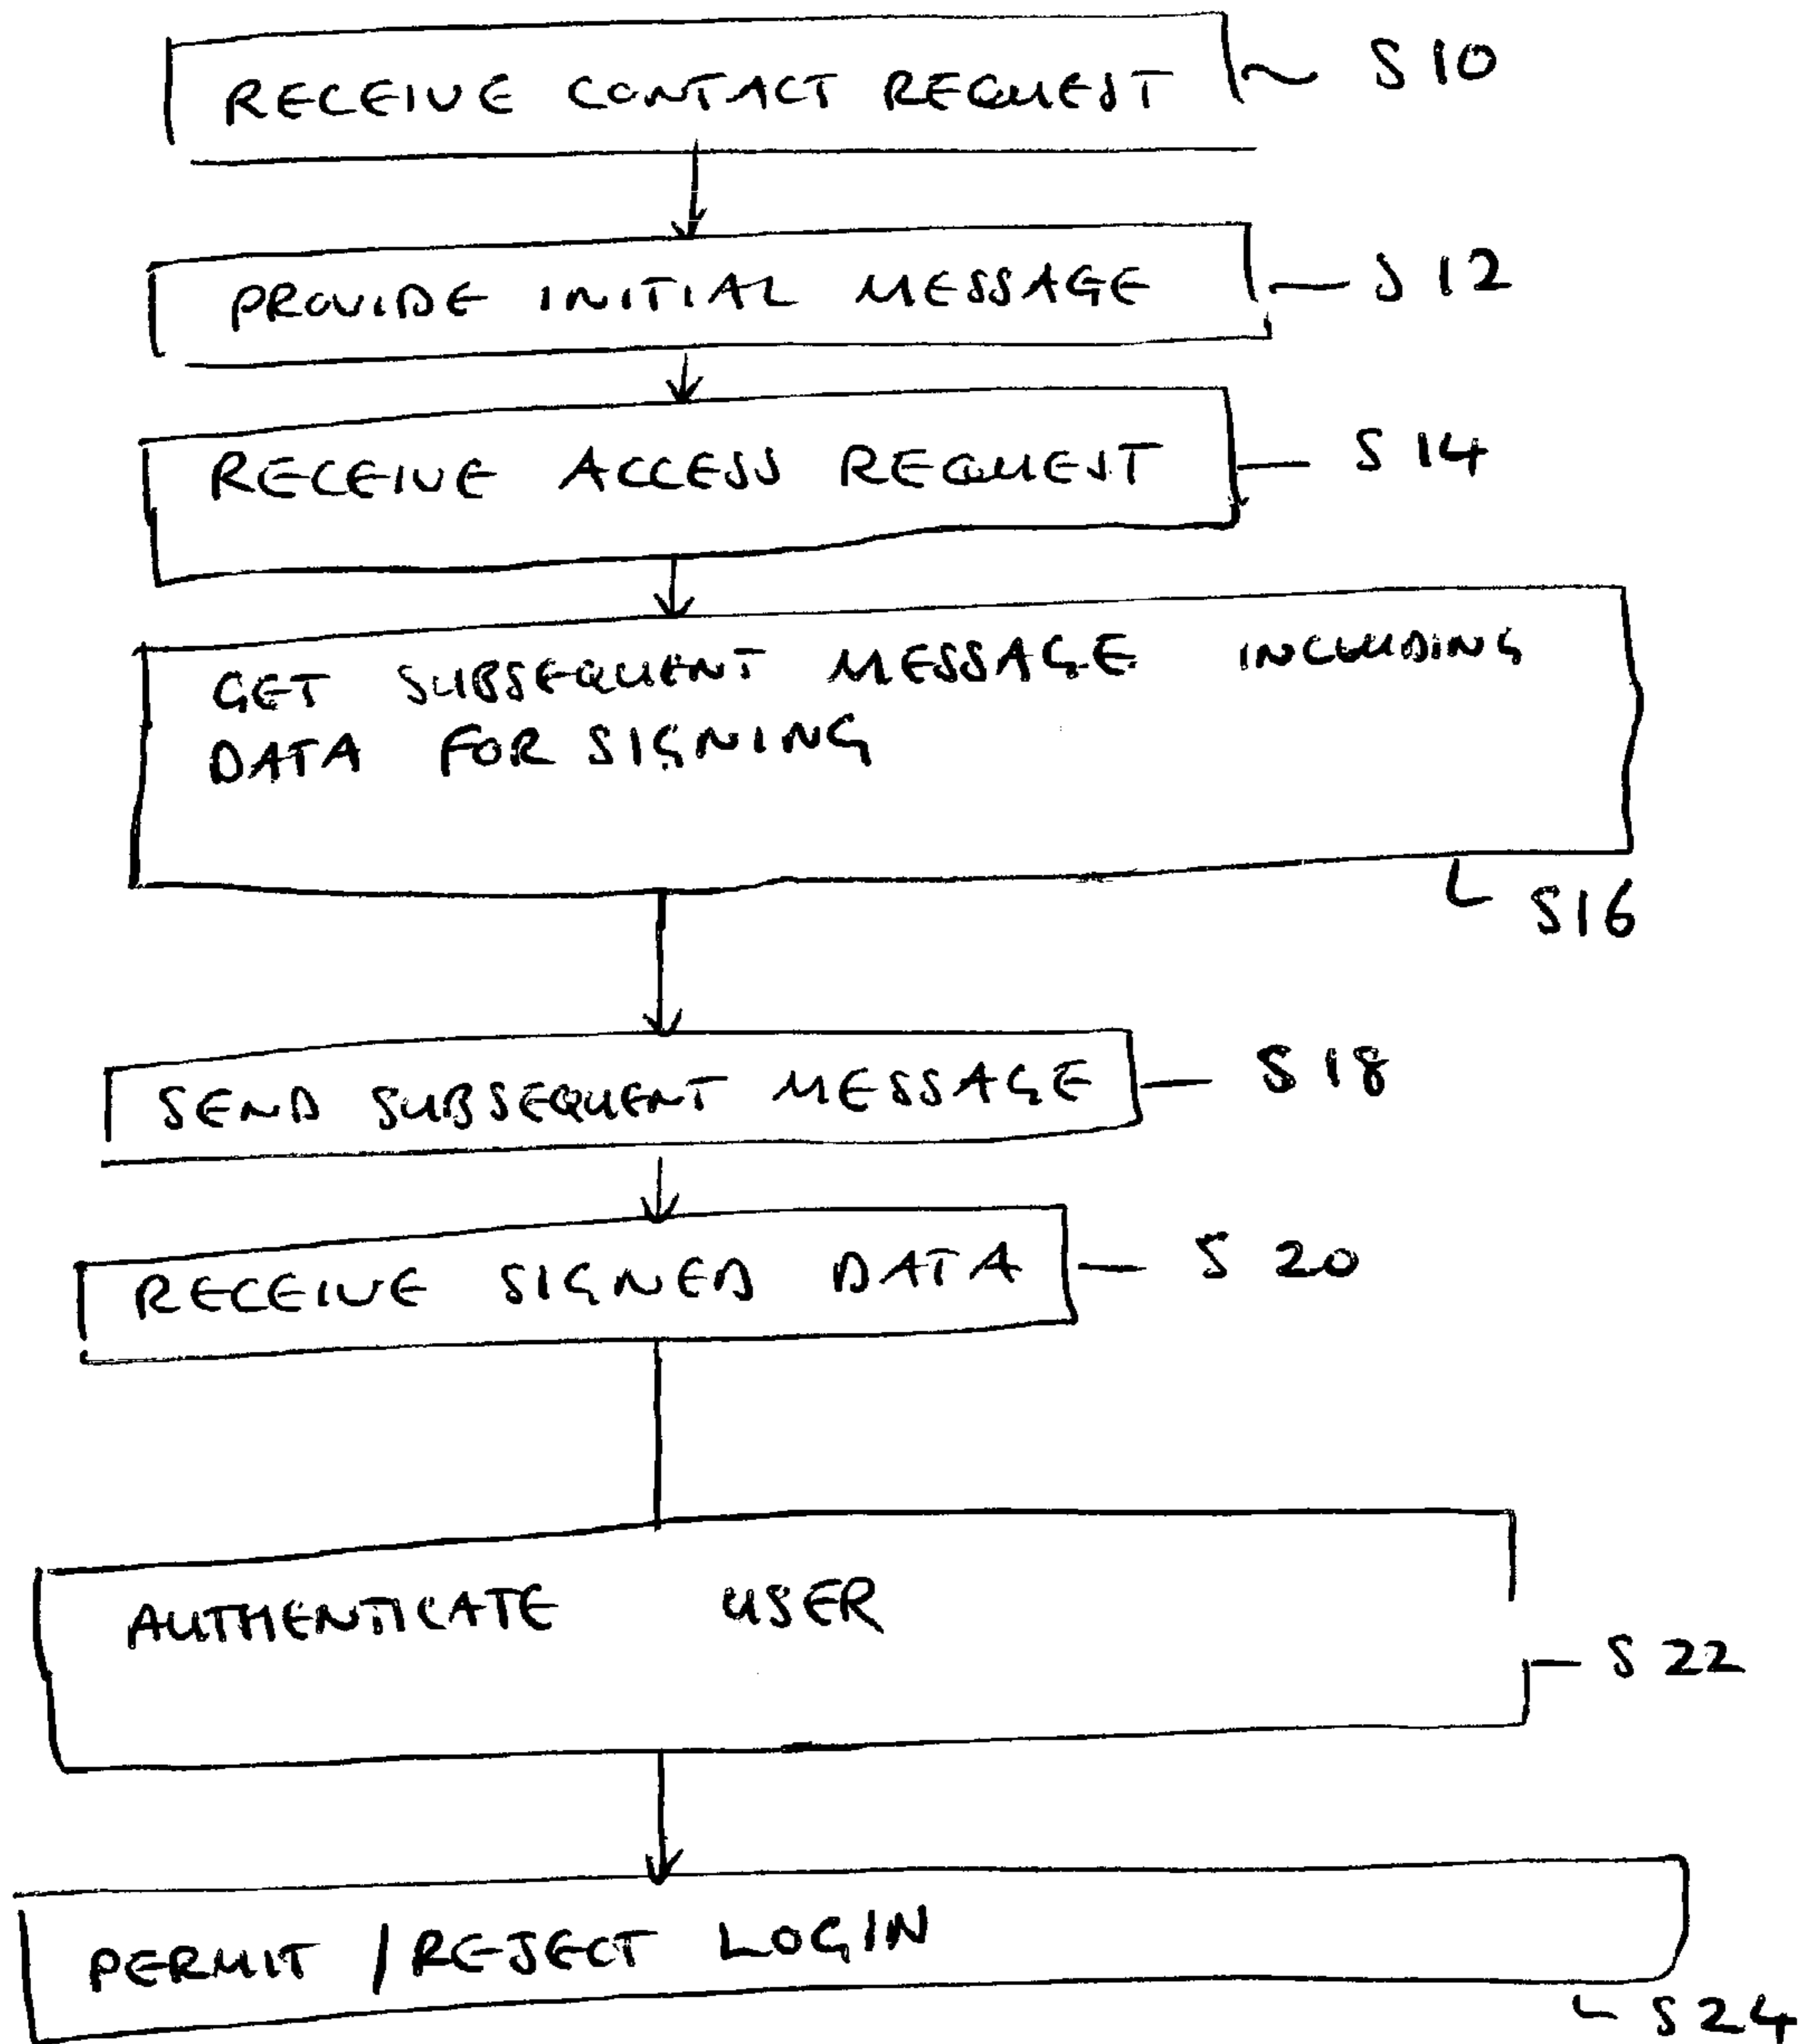 RECEIVE CONTACT REQUEST S10
PROVIDE INITIAL MESSAGE S12
RECEIVE ACCESS REQUEST S14
GET SUBSEQUENT MESSAGE INCLUDING
DATA FOR SIGNING
S16
SEND SUBSEQUENT MESSAGE S18
RECEIVE SIGNED DATA S20
AUTHENTICATE USER
S22
PERMIT / REJECT LOGIN
S24